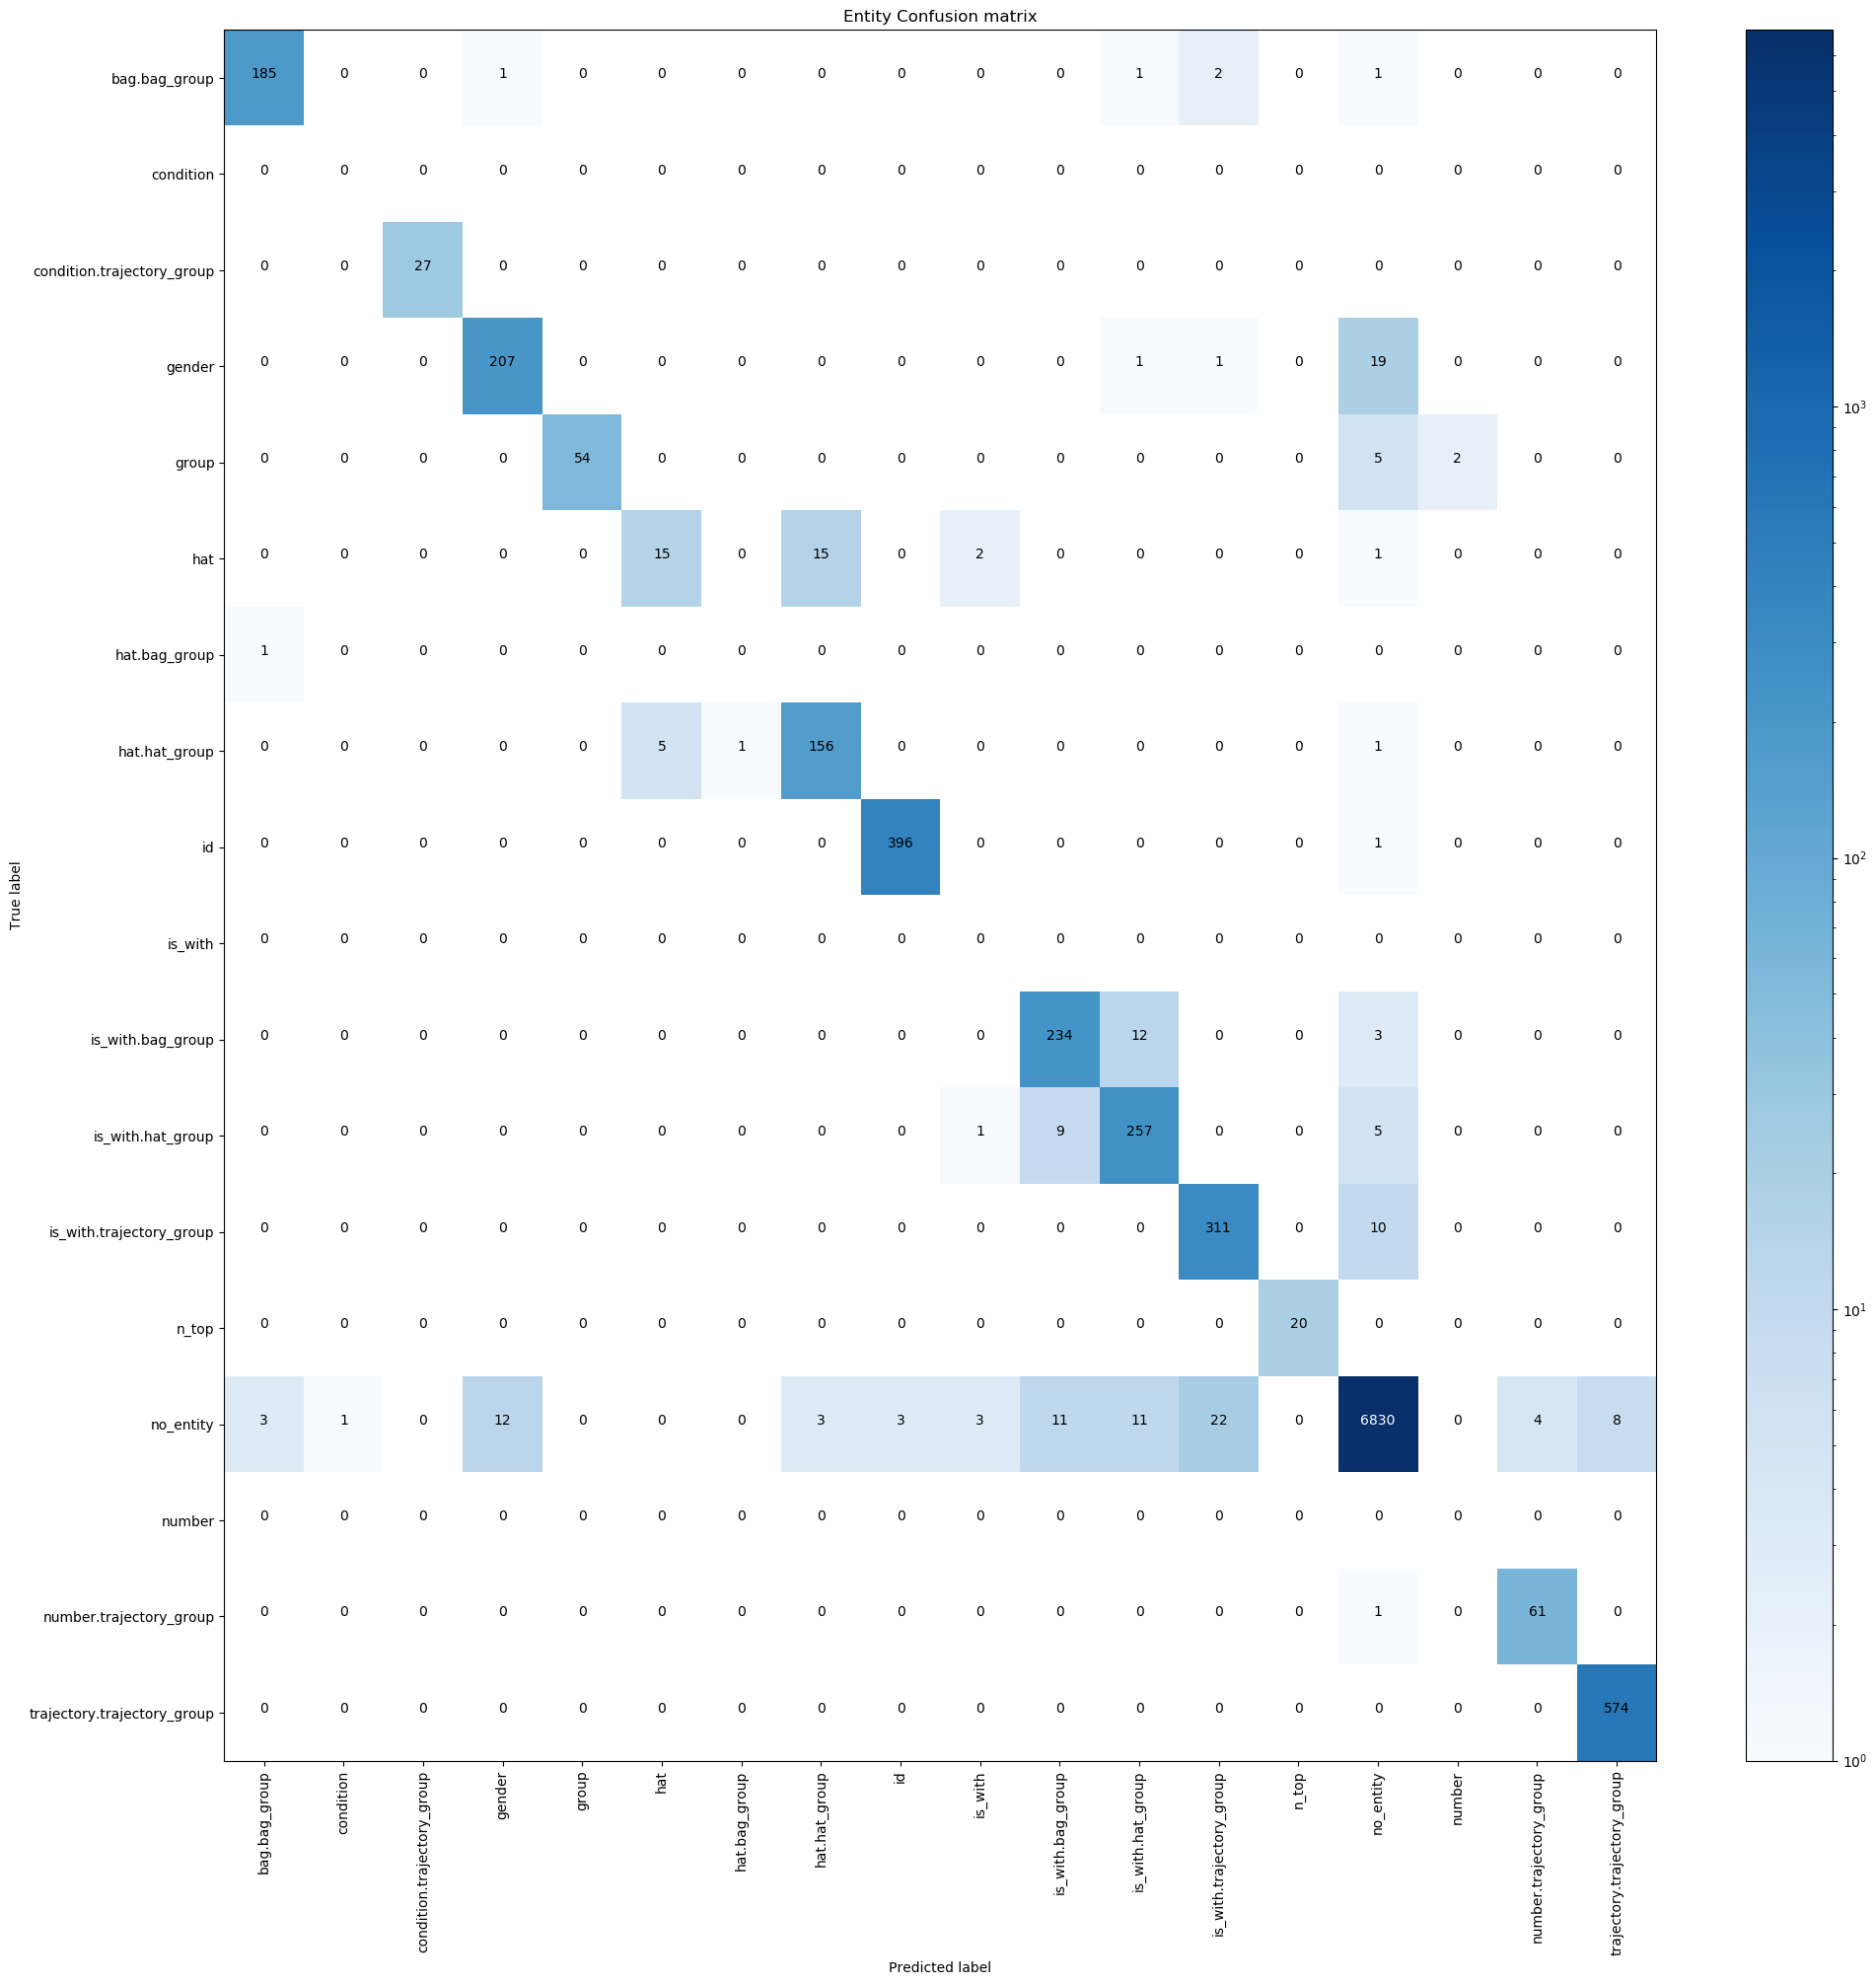 Entity Confusion matrix
bag.bag_group 185 0 0 1 0 0 0 0 0 0 0 1 2 0 1 0 0 0
condition 0 0 0 0 0 0 0 0 0 0 0 0 0 0 0 0 0 0
condition.trajectory_group 0 0 27 0 0 0 0 0 0 0 0 0 0 0 0 0 0 0
gender 0 0 0 207 0 0 0 0 0 0 0 1 1 0 19 0 0 0
group 0 0 0 0 54 0 0 0 0 0 0 0 0 0 5 2 0 0
hat 0 0 0 0 0 15 0 15 0 2 0 0 0 0 1 0 0 0
hat.bag_group 1 0 0 0 0 0 0 0 0 0 0 0 0 0 0 0 0 0
hat.hat_group 0 0 0 0 0 5 1 156 0 0 0 0 0 0 1 0 0 0
id 0 0 0 0 0 0 0 0 396 0 0 0 0 0 1 0 0 0
is_with 0 0 0 0 0 0 0 0 0 0 0 0 0 0 0 0 0 0
is_with.bag_group 0 0 0 0 0 0 0 0 0 0 234 12 0 0 3 0 0 0
is_with.hat_group 0 0 0 0 0 0 0 0 0 1 9 257 0 0 5 0 0 0
is_with.trajectory_group 0 0 0 0 0 0 0 0 0 0 0 0 311 0 10 0 0 0
n_top 0 0 0 0 0 0 0 0 0 0 0 0 0 20 0 0 0 0
no_entity 3 1 0 12 0 0 0 3 3 3 11 11 22 0 6830 0 4 8
number 0 0 0 0 0 0 0 0 0 0 0 0 0 0 0 0 0 0
number.trajectory_group 0 0 0 0 0 0 0 0 0 0 0 0 0 0 1 0 61 0
trajectory.trajectory_group 0 0 0 0 0 0 0 0 0 0 0 0 0 0 0 0 0 574
True label
bag.bag_group
condition
condition.trajectory_group
gender
group
hat
hat.bag_group
hat.hat_group
id
is_with
is_with.bag_group
is_with.hat_group
is_with.trajectory_group
n_top
no_entity
number
number.trajectory_group
trajectory.trajectory_group
Predicted label
10³
10²
10¹
10⁰